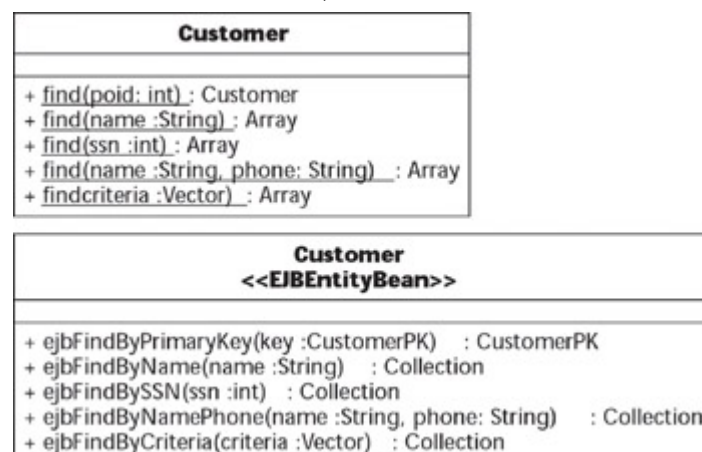 Customer
+ find(poid: int) : Customer
+ find(name :String) : Array
+ find(ssn :int) : Array
+ find(name :String, phone: String) : Array
+ findcriteria :Vector) : Array
Customer
<<EJBEntityBean>>
+ ejbFindByPrimaryKey(key :CustomerPK) : CustomerPK
+ ejbFindByName(name :String) : Collection
+ ejbFindBySSN(ssn :int) : Collection
+ ejbFindByNamePhone(name :String, phone: String) : Collection
+ ejbFindByCriteria(criteria :Vector) : Collection